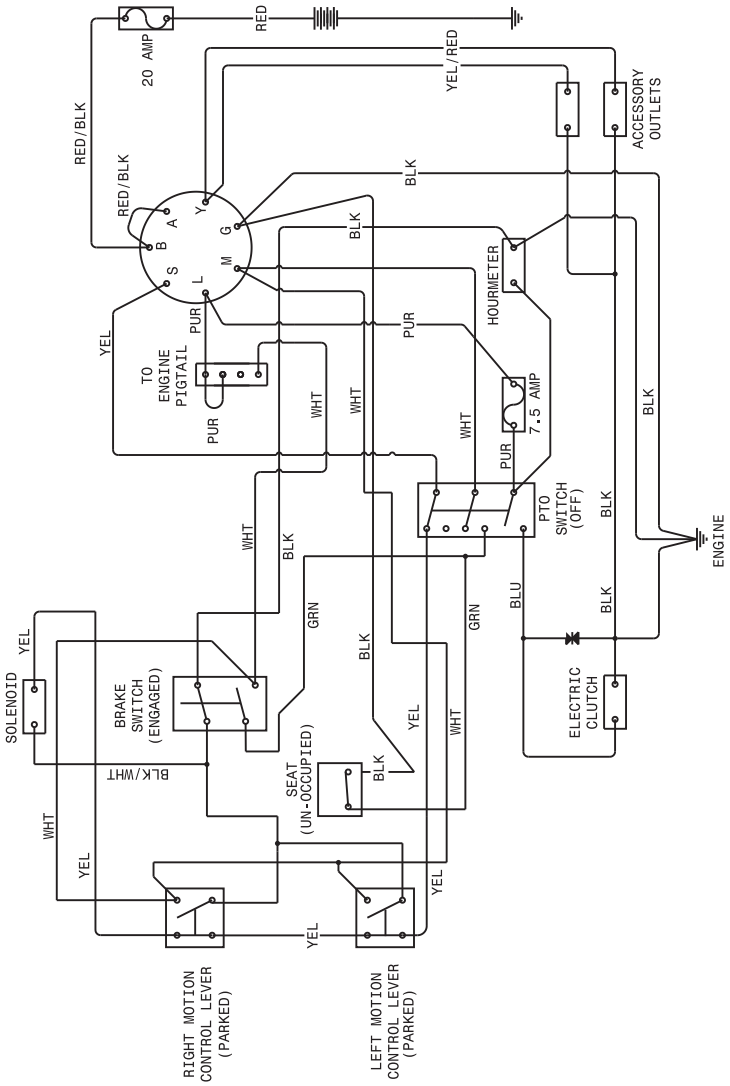 20 AMP
RED
RED/BLK
YEL/RED
ACCESSORY
OUTLETS
RED/BLK
BLK
BLK
A
Y
B
G
S
M
L
YEL
PUR
HOURMETER
PUR
TO
ENGINE
PIGTAIL
PUR
WHT
WHT
WHT
7.5 AMP
PUR
BLK
PTO
SWITCH
(OFF)
BLK
ENGINE
WHT
BLK
BLU
BLK
GRN
GRN
BLK
YEL
SOLENOID
BRAKE
SWITCH
(ENGAGED)
ELECTRIC
CLUTCH
YEL
WHT
BLK/WHT
SEAT
(UN-OCCUPIED)
BLK
WHT
YEL
YEL
YEL
RIGHT MOTION
CONTROL LEVER
(PARKED)
LEFT MOTION
CONTROL LEVER
(PARKED)